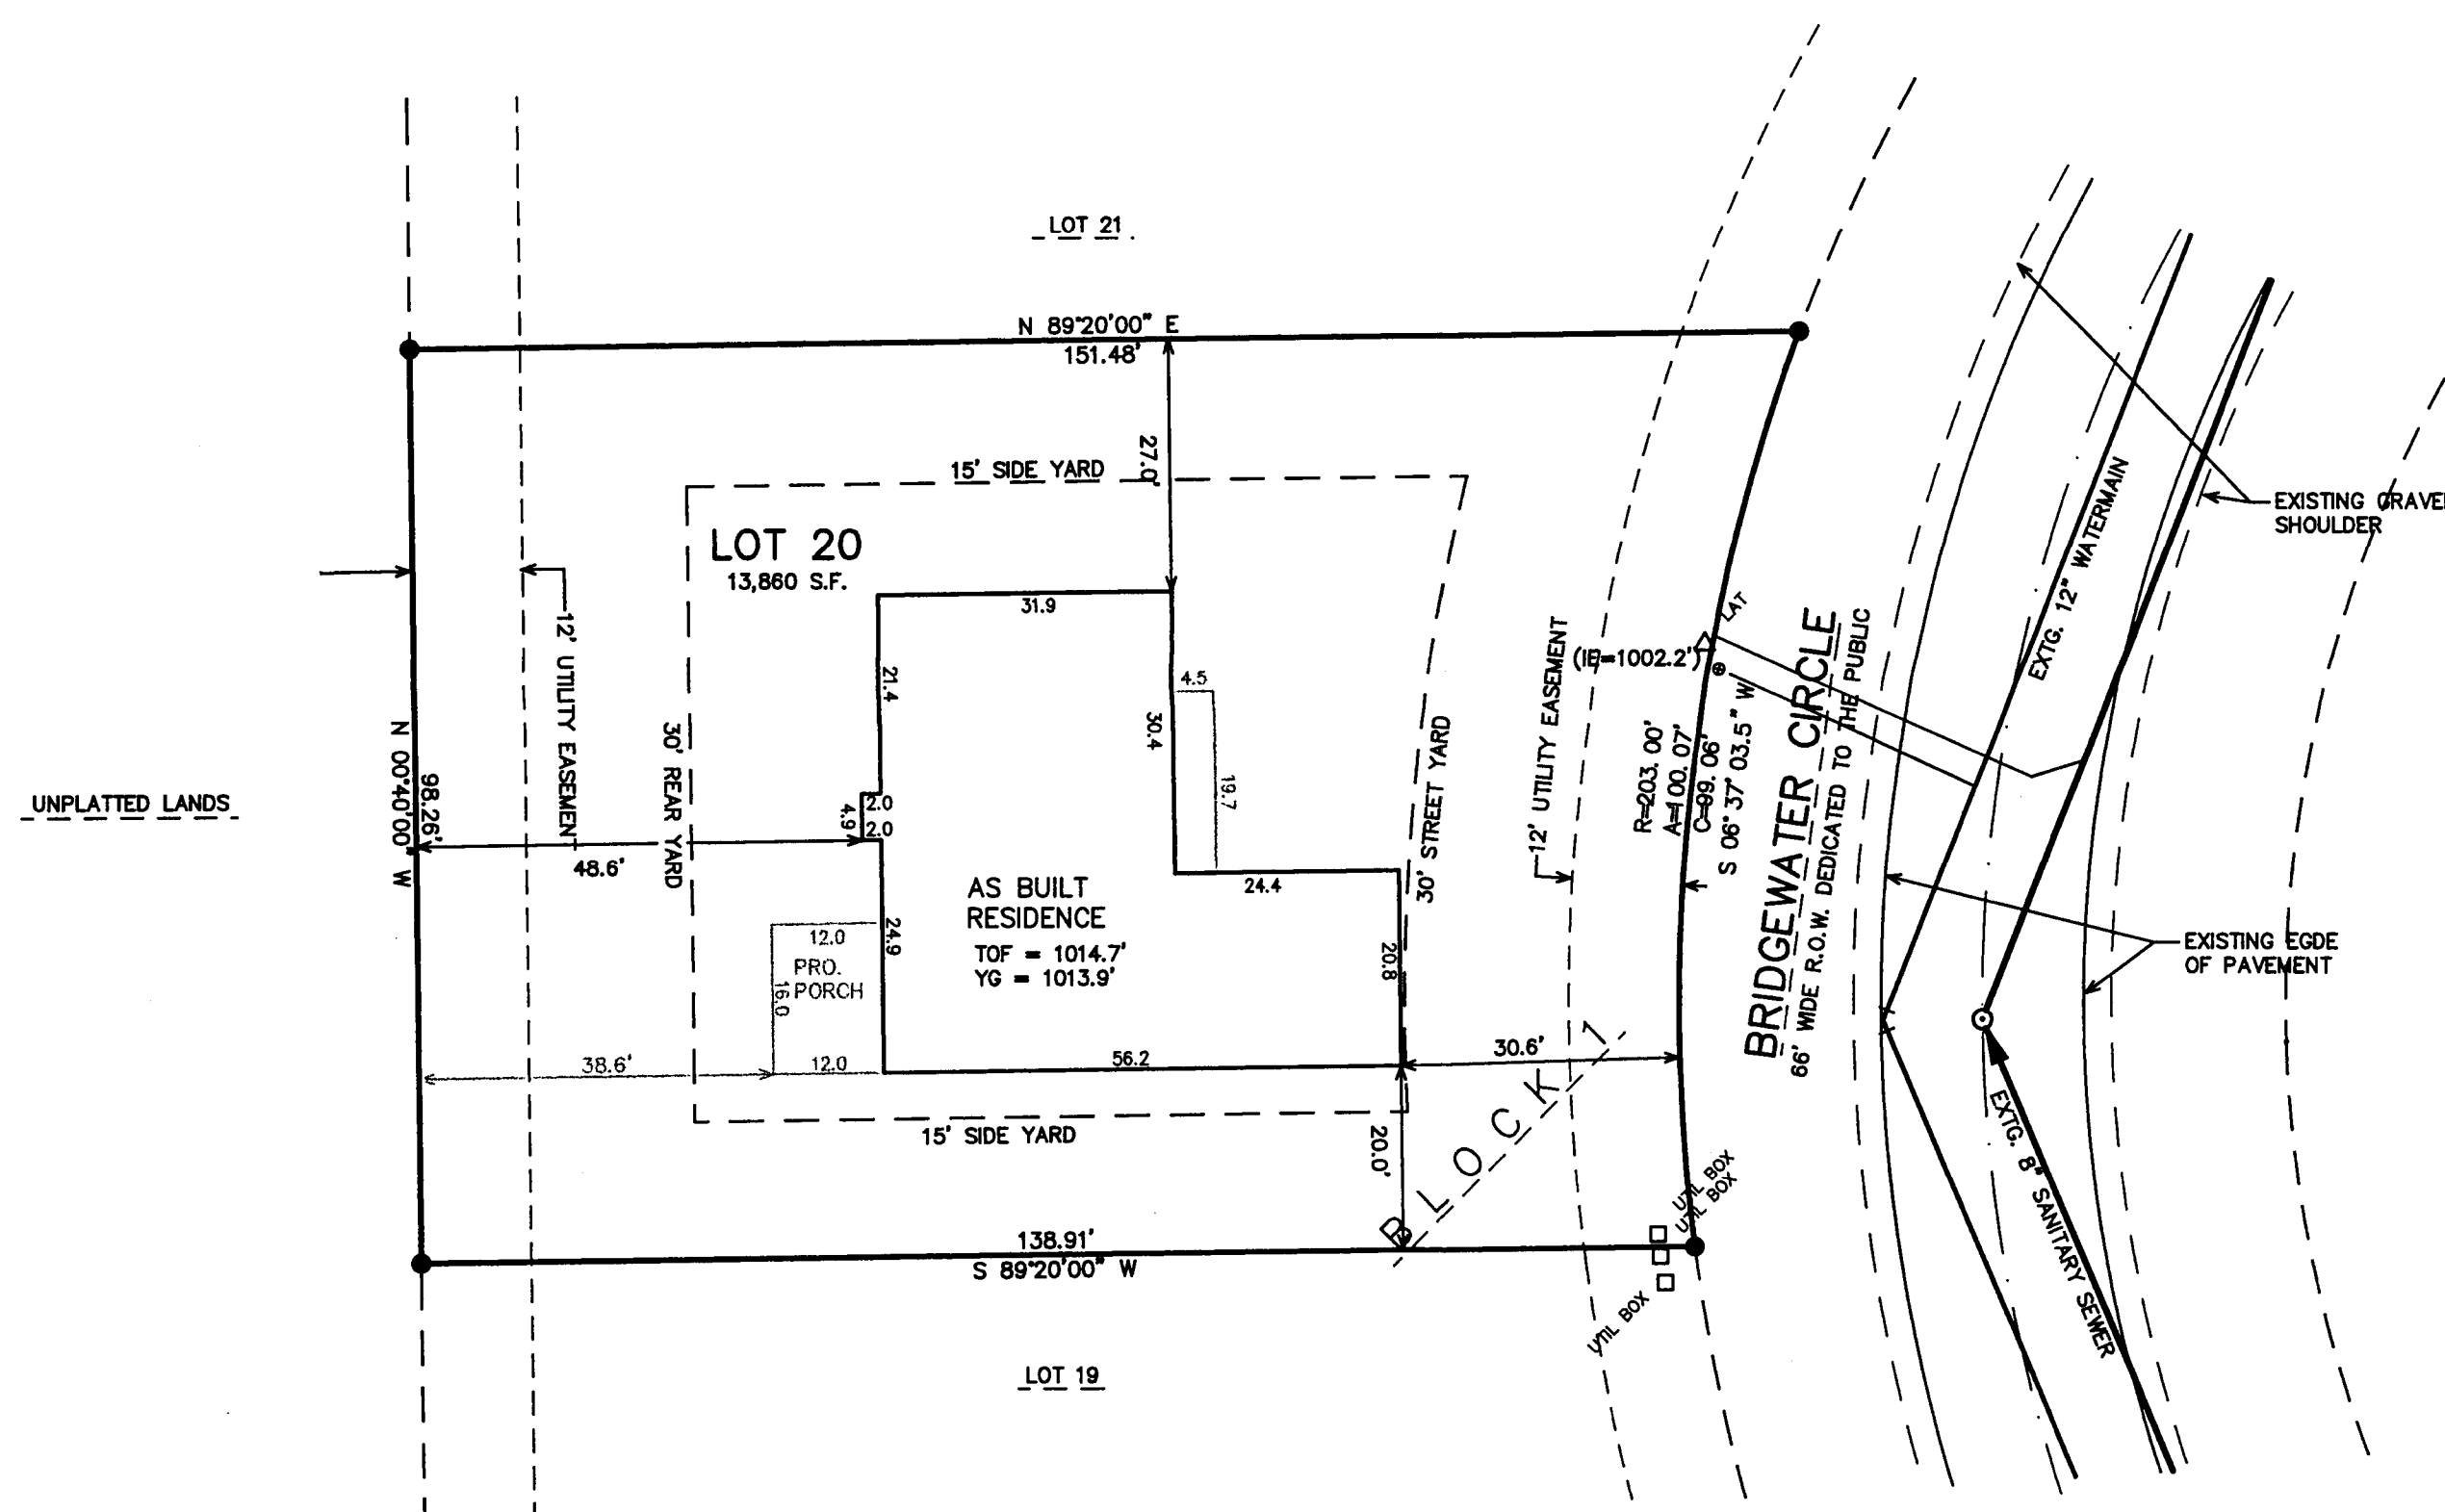 LOT 21
N 89°20'00" E
151.48'
27.0'
15' SIDE YARD
LOT 20
13,860 S.F.
31.9
21.4
4.5
30.4
19.7
2.0
4.9
2.0
24.4
24.9
20.8
56.2
AS BUILT
RESIDENCE
TOF = 1014.7'
YG = 1013.9'
12.0
PRO.
PORCH
16.0
12.0
38.6'
48.6'
30' REAR YARD
12' UTILITY EASEMENT
N 00°40'00" W
98.26'
UNPLATTED LANDS
15' SIDE YARD
20.0'
30.6'
30' STREET YARD
12' UTILITY EASEMENT
BLOCK 1
138.91'
S 89°20'00" W
LOT 19
UTIL BOX
UTIL BOX
UTIL BOX
LAT
(IE=1002.2')
R=203.00'
A=100.07'
C=99.06'
S 06°37'03.5" W
BRIDGEWATER CIRCLE
66' WIDE R.O.W. DEDICATED TO THE PUBLIC
EXTG. 12" WATERMAIN
EXISTING GRAVE
SHOULDER
EXISTING EGDE
OF PAVEMENT
EXTG. 8" SANITARY SEWER